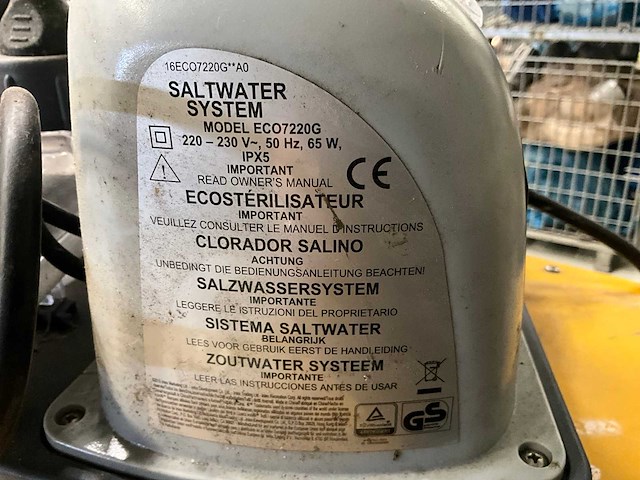 16ECO7220G**A0
SALTWATER
SYSTEM
MODEL ECO7220G
220 – 230 V~, 50 Hz, 65 W,
IPX5
IMPORTANT
READ OWNER'S MANUAL
CE
ECOSTÉRILISATEUR
IMPORTANT
VEUILLEZ CONSULTER LE MANUEL D'INSTRUCTIONS
CLORADOR SALINO
ACHTUNG
UNBEDINGT DIE BEDIENUNGSANLEITUNG BEACHTEN!
SALZWASSERSYSTEM
IMPORTANTE
LEGGERE LE ISTRUZIONI DEL PROPRIETARIO
SISTEMA SALTWATER
BELANGRIJK
LEES VOOR GEBRUIK EERST DE HANDLEIDING
ZOUTWATER SYSTEEM
IMPORTANTE
LEER LAS INSTRUCCIONES ANTES DE USAR
GS